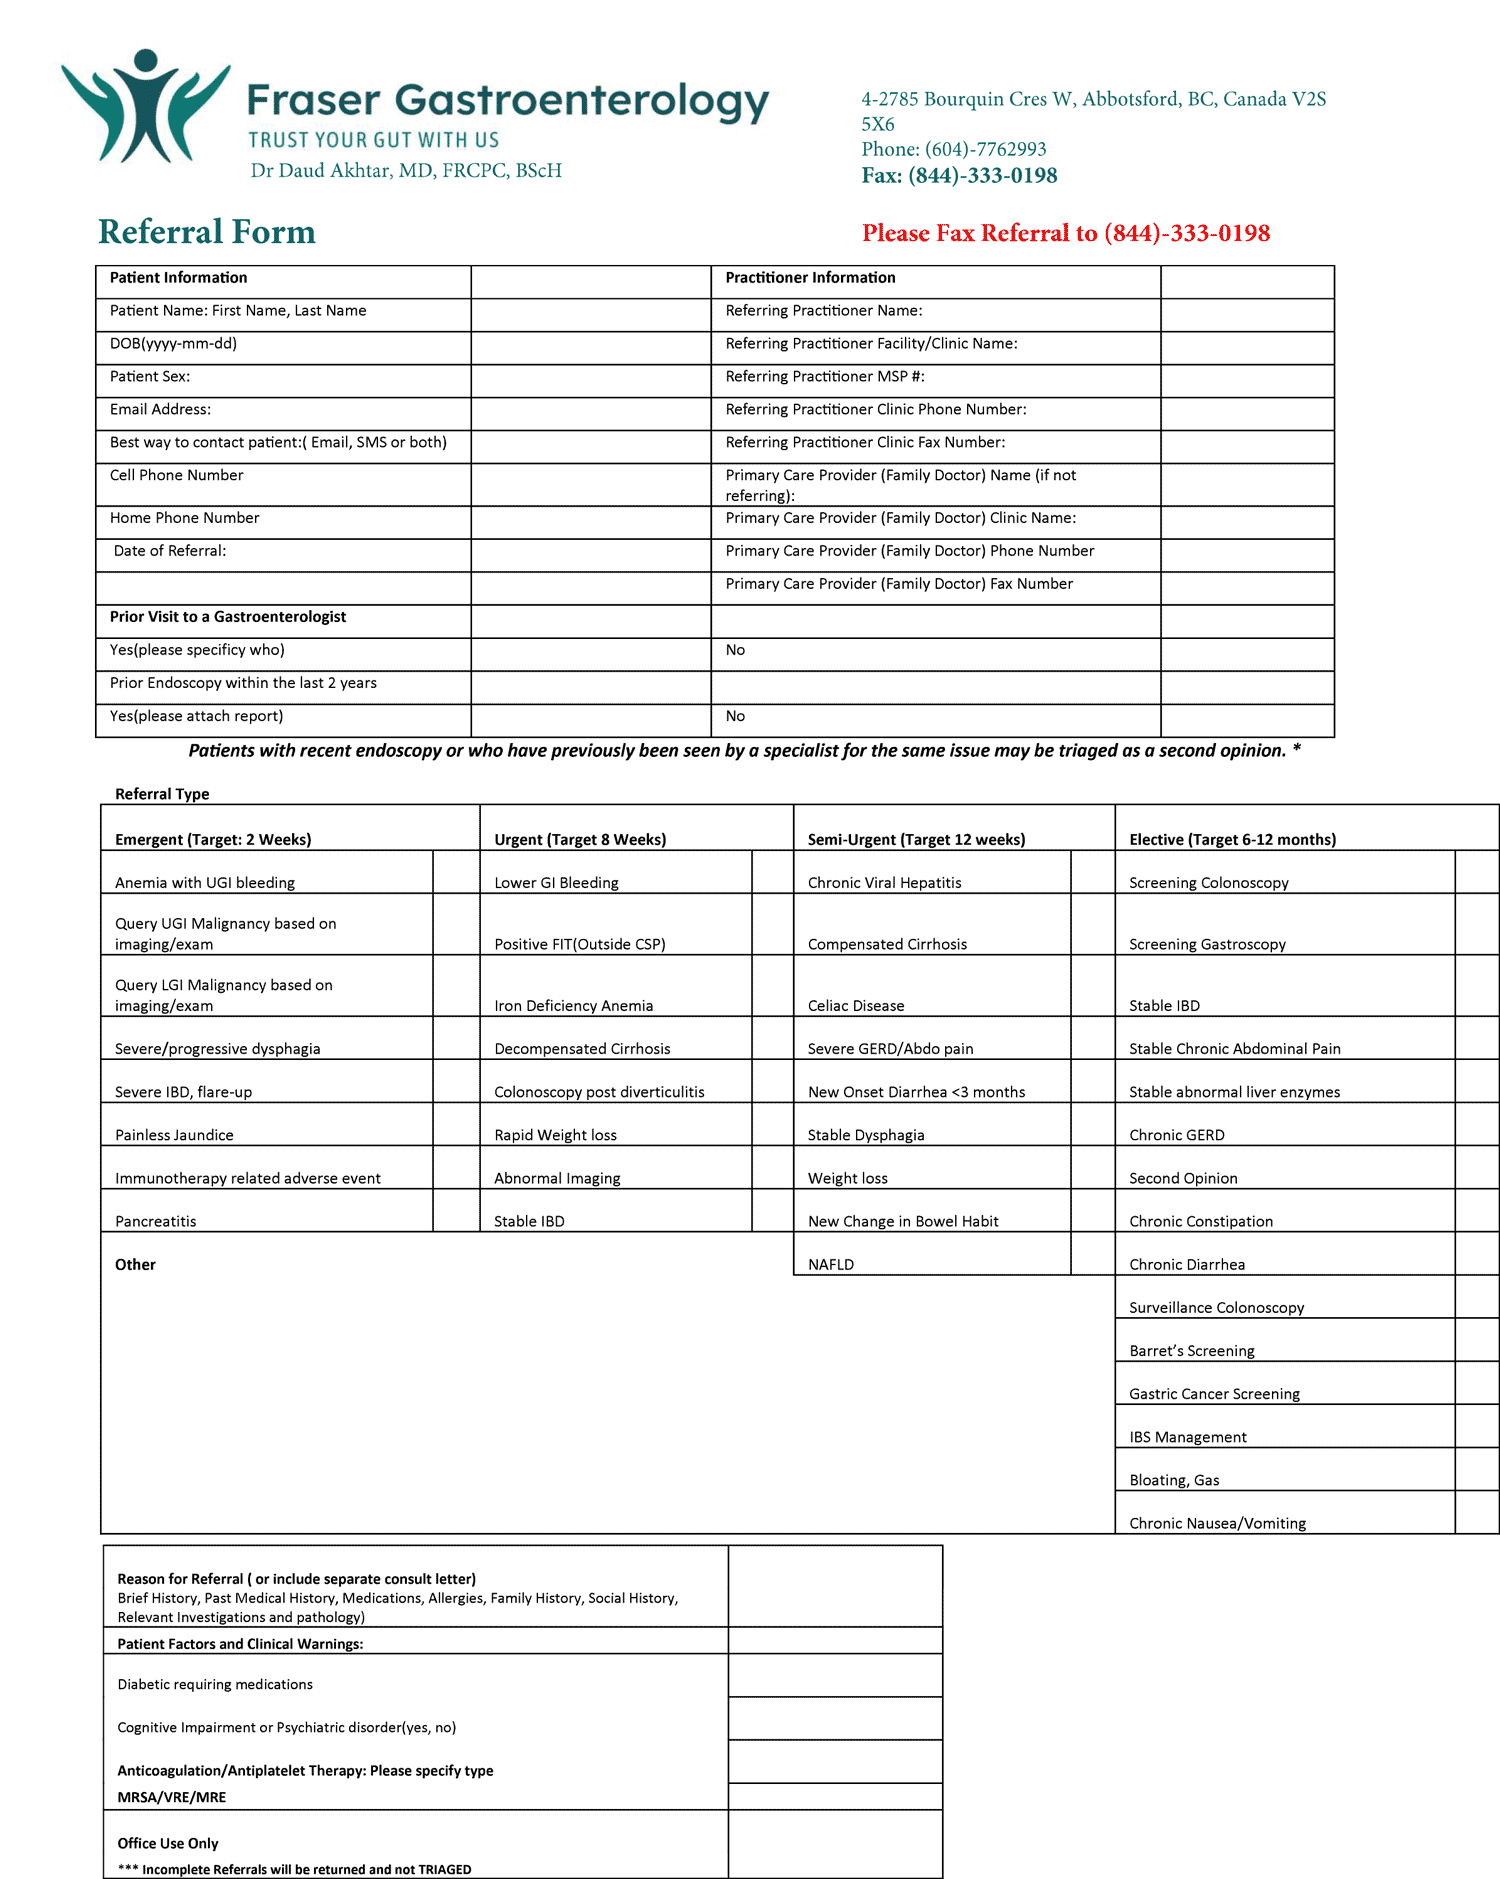 Fraser Gastroenterology
TRUST YOUR GUT WITH US
Dr Daud Akhtar, MD, FRCPC, BScH
4-2785 Bourquin Cres W, Abbotsford, BC, Canada V2S
5X6
Phone: (604)-7762993
Fax: (844)-333-0198
Referral Form
Please Fax Referral to (844)-333-0198
Patient Information
Practitioner Information
Patient Name: First Name, Last Name
Referring Practitioner Name:
DOB(yyyy-mm-dd)
Referring Practitioner Facility/Clinic Name:
Patient Sex:
Referring Practitioner MSP #:
Email Address:
Referring Practitioner Clinic Phone Number:
Best way to contact patient:( Email, SMS or both)
Referring Practitioner Clinic Fax Number:
Cell Phone Number
Primary Care Provider (Family Doctor) Name (if not
referring):
Home Phone Number
Primary Care Provider (Family Doctor) Clinic Name:
Date of Referral:
Primary Care Provider (Family Doctor) Phone Number
Primary Care Provider (Family Doctor) Fax Number
Prior Visit to a Gastroenterologist
Yes(please specificy who)
No
Prior Endoscopy within the last 2 years
Yes(please attach report)
No
Patients with recent endoscopy or who have previously been seen by a specialist for the same issue may be triaged as a second opinion. *
Referral Type
Emergent (Target: 2 Weeks)
Urgent (Target 8 Weeks)
Semi-Urgent (Target 12 weeks)
Elective (Target 6-12 months)
Anemia with UGI bleeding
Lower GI Bleeding
Chronic Viral Hepatitis
Screening Colonoscopy
Query UGI Malignancy based on
imaging/exam
Positive FIT(Outside CSP)
Compensated Cirrhosis
Screening Gastroscopy
Query LGI Malignancy based on
imaging/exam
Iron Deficiency Anemia
Celiac Disease
Stable IBD
Severe/progressive dysphagia
Decompensated Cirrhosis
Severe GERD/Abdo pain
Stable Chronic Abdominal Pain
Severe IBD, flare-up
Colonoscopy post diverticulitis
New Onset Diarrhea <3 months
Stable abnormal liver enzymes
Painless Jaundice
Rapid Weight loss
Stable Dysphagia
Chronic GERD
Immunotherapy related adverse event
Abnormal Imaging
Weight loss
Second Opinion
Pancreatitis
Stable IBD
New Change in Bowel Habit
Chronic Constipation
Other
NAFLD
Chronic Diarrhea
Surveillance Colonoscopy
Barret’s Screening
Gastric Cancer Screening
IBS Management
Bloating, Gas
Chronic Nausea/Vomiting
Reason for Referral ( or include separate consult letter)
Brief History, Past Medical History, Medications, Allergies, Family History, Social History,
Relevant Investigations and pathology)
Patient Factors and Clinical Warnings:
Diabetic requiring medications
Cognitive Impairment or Psychiatric disorder(yes, no)
Anticoagulation/Antiplatelet Therapy: Please specify type
MRSA/VRE/MRE
Office Use Only
*** Incomplete Referrals will be returned and not TRIAGED